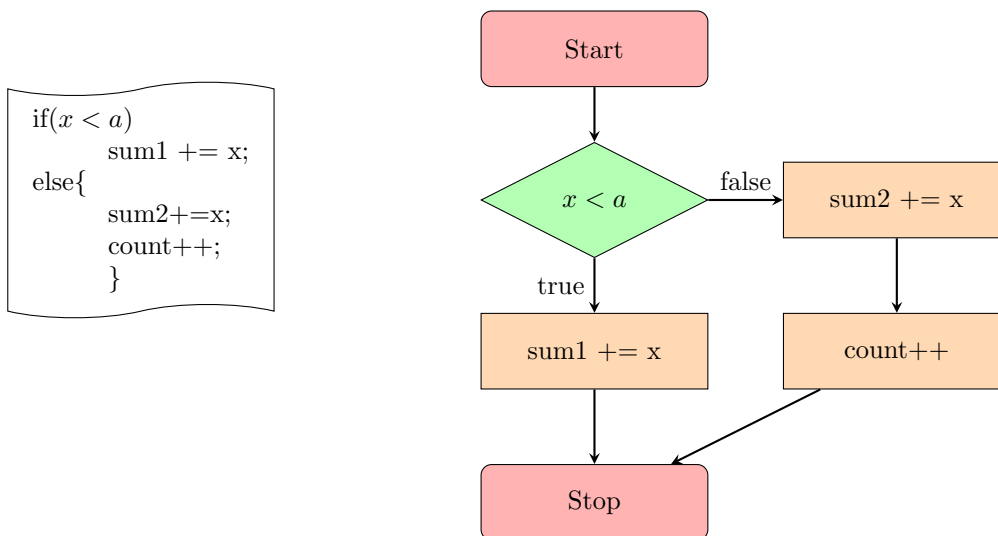 if(x < a)
sum1 += x;
else{
sum2+=x;
count++;
}
Start
x < a
false
sum2 += x
true
sum1 += x
count++
Stop